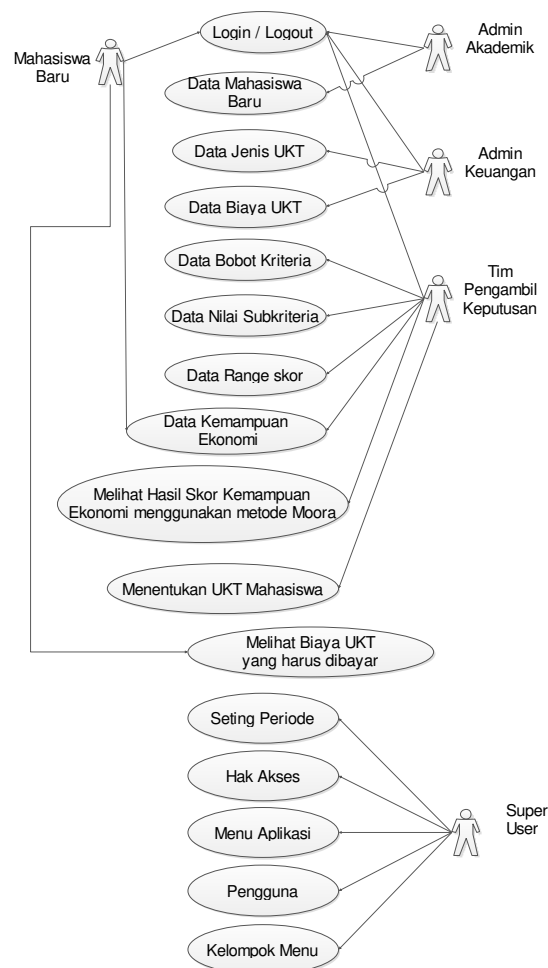 Mahasiswa
Baru
Login / Logout
Admin
Akademik
Data Mahasiswa
Baru
Data Jenis UKT
Admin
Keuangan
Data Biaya UKT
Data Bobot Kriteria
Tim
Pengambil
Keputusan
Data Nilai Subkriteria
Data Range skor
Data Kemampuan
Ekonomi
Melihat Hasil Skor Kemampuan
Ekonomi menggunakan metode Moora
Menentukan UKT Mahasiswa
Melihat Biaya UKT
yang harus dibayar
Seting Periode
Hak Akses
Menu Aplikasi
Super
User
Pengguna
Kelompok Menu